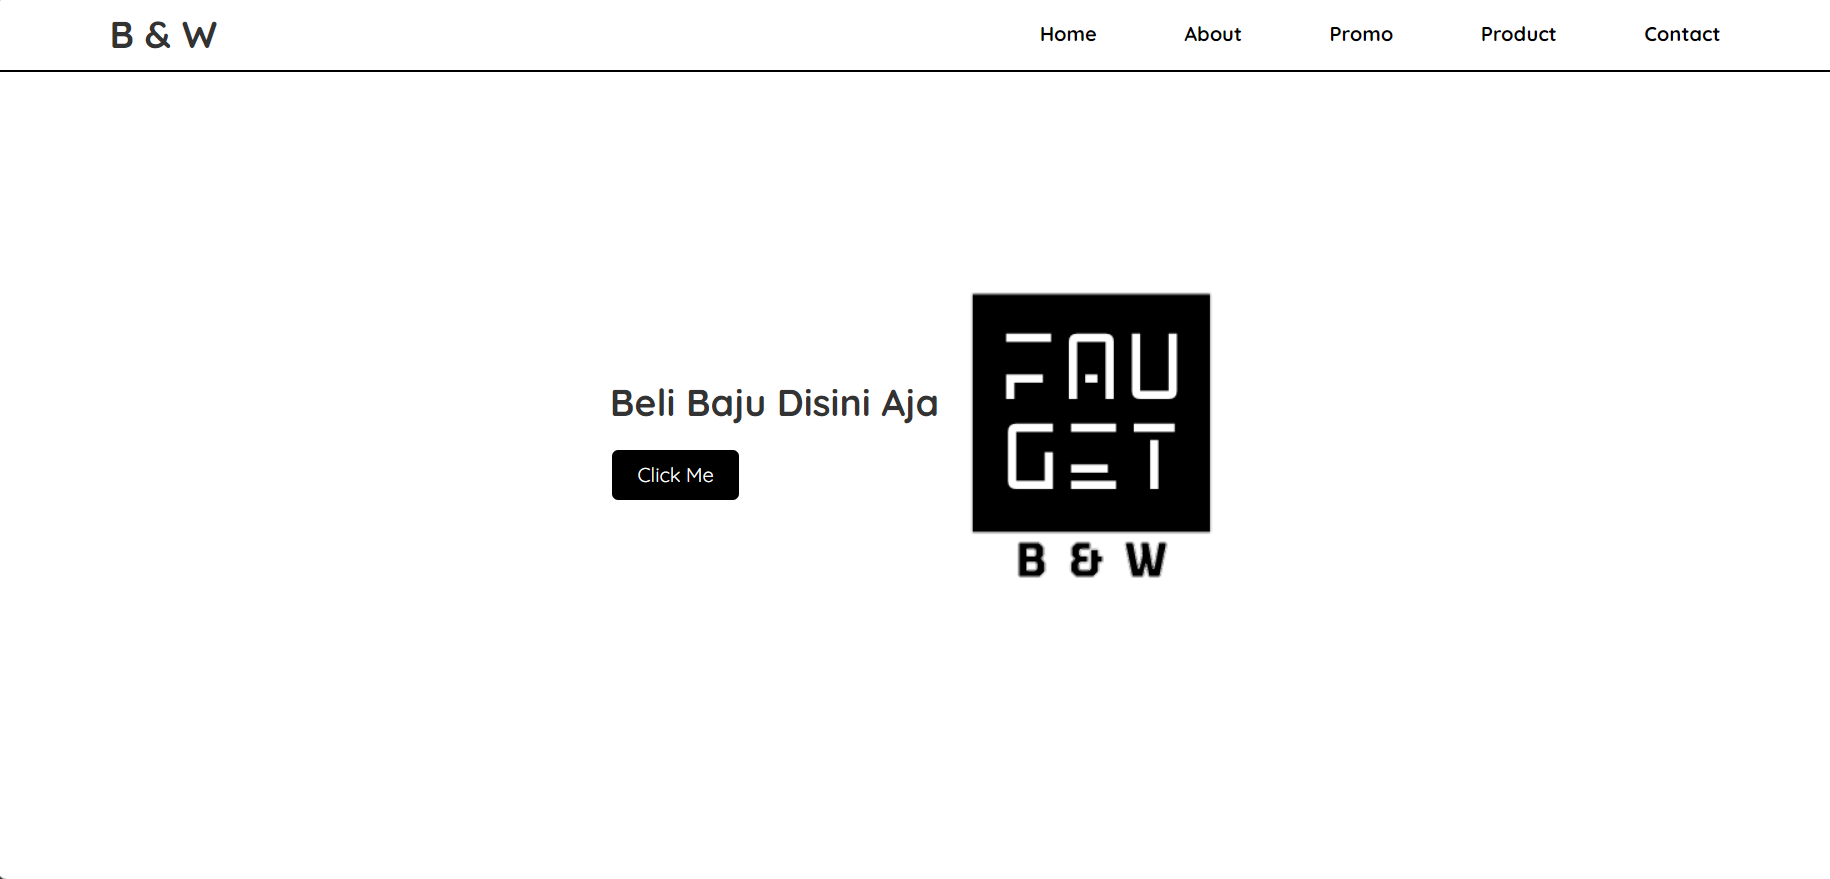 B & W
Home About Promo Product Contact
Beli Baju Disini Aja
Click Me
FAU
GET
B & W